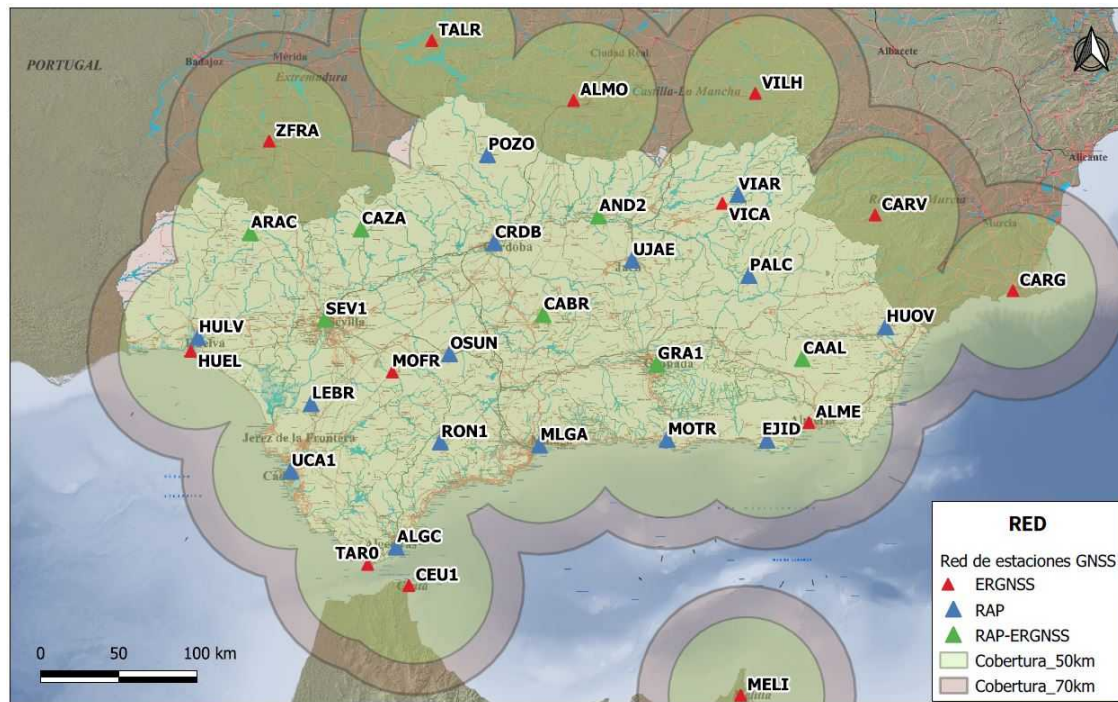 TALR
PORTUGAL
Badajoz
Mérida
Ciudad Real
Albacete
Extremadura
ALMO
Castilla-La Mancha
VILH
ZFRA
POZO
Alicante
VIAR
VICA
CARV
Murcia
ARAC
CAZA
AND2
CRDB
UJAE
PALC
CARG
SEV1
CABR
HUOV
HULV
HUEL
OSUN
MOFR
GRA1
CAAL
LEBR
ALME
Jerez de la Frontera
RON1
MLGA
MOTR
EJID
UCA1
ALGC
TAR0
CEU1
MELI
0 50 100 km
RED
Red de estaciones GNSS
ERGNSS
RAP
RAP-ERGNSS
Cobertura_50km
Cobertura_70km